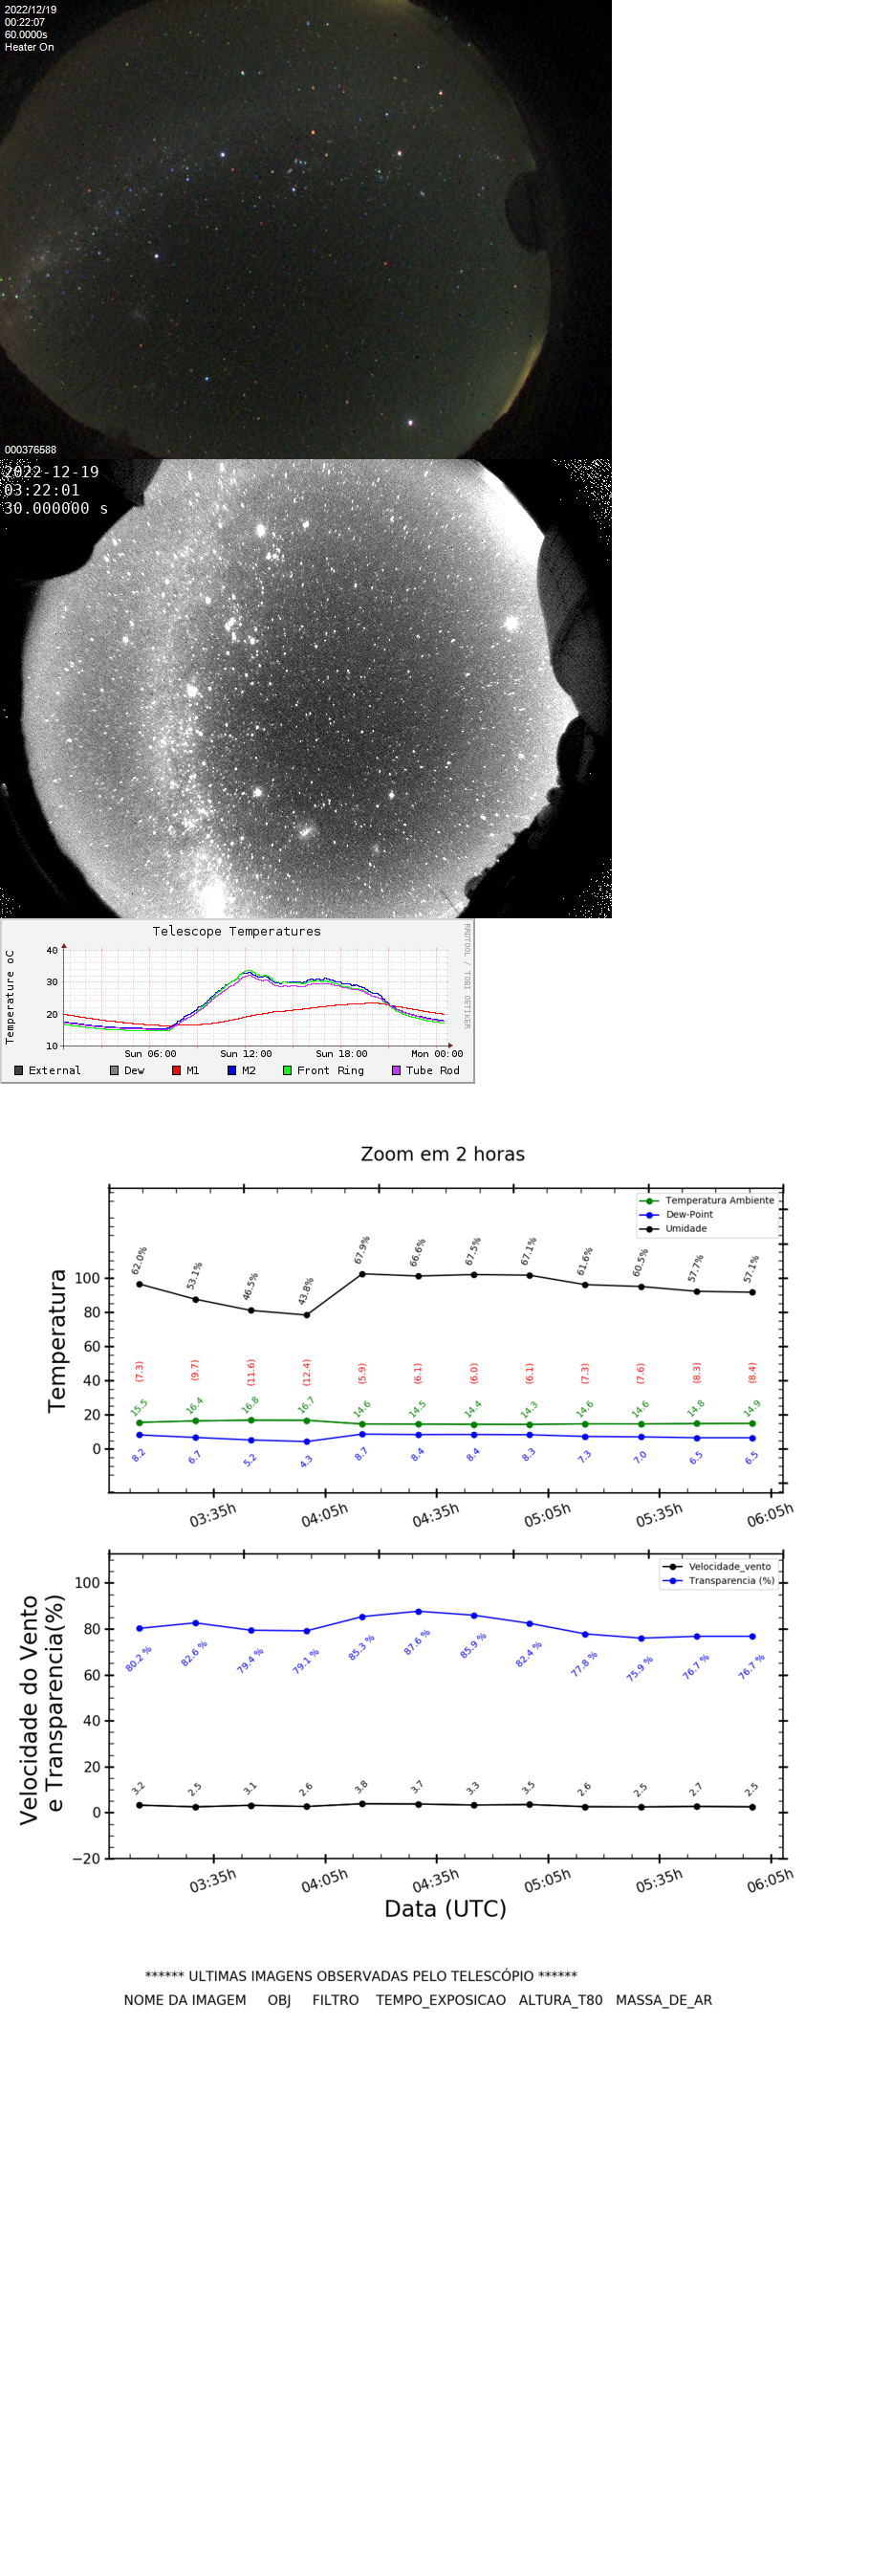 2022/12/19
00:22:07
60.0000s
Heater On
000376588
2022-12-19
03:22:01
30.000000 s
Telescope Temperatures
RRDTOOL / TOBI OETIKER
Temperature oC
40
30
20
10
Sun 06:00 Sun 12:00 Sun 18:00 Mon 00:00
External Dew M1 M2 Front Ring Tube Rod
Zoom em 2 horas
Temperatura Ambiente
Dew-Point
Umidade
Temperatura
100
80
60
40
20
0
62.0% 53.1% 46.5% 43.8% 67.9% 66.6% 67.5% 67.1% 61.6% 60.5% 57.7% 57.1%
(7.3) (9.7) (11.6) (12.4) (5.9) (6.1) (6.0) (6.1) (7.3) (7.6) (8.3) (8.4)
15.5 16.4 16.8 16.7 14.6 14.5 14.4 14.3 14.6 14.6 14.8 14.9
8.2 6.7 5.2 4.3 8.7 8.4 8.4 8.3 7.3 7.0 6.5 6.5
03:35h 04:05h 04:35h 05:05h 05:35h 06:05h
Velocidade_vento
Transparencia (%)
Velocidade do Vento
e Transparencia(%)
100
80
60
40
20
0
−20
80.2 % 82.6 % 79.4 % 79.1 % 85.3 % 87.6 % 85.9 % 82.4 % 77.8 % 75.9 % 76.7 % 76.7 %
3.2 2.5 3.1 2.6 3.8 3.7 3.3 3.5 2.6 2.5 2.7 2.5
03:35h 04:05h 04:35h 05:05h 05:35h 06:05h
Data (UTC)
****** ULTIMAS IMAGENS OBSERVADAS PELO TELESCÓPIO ******
NOME DA IMAGEM OBJ FILTRO TEMPO_EXPOSICAO ALTURA_T80 MASSA_DE_AR